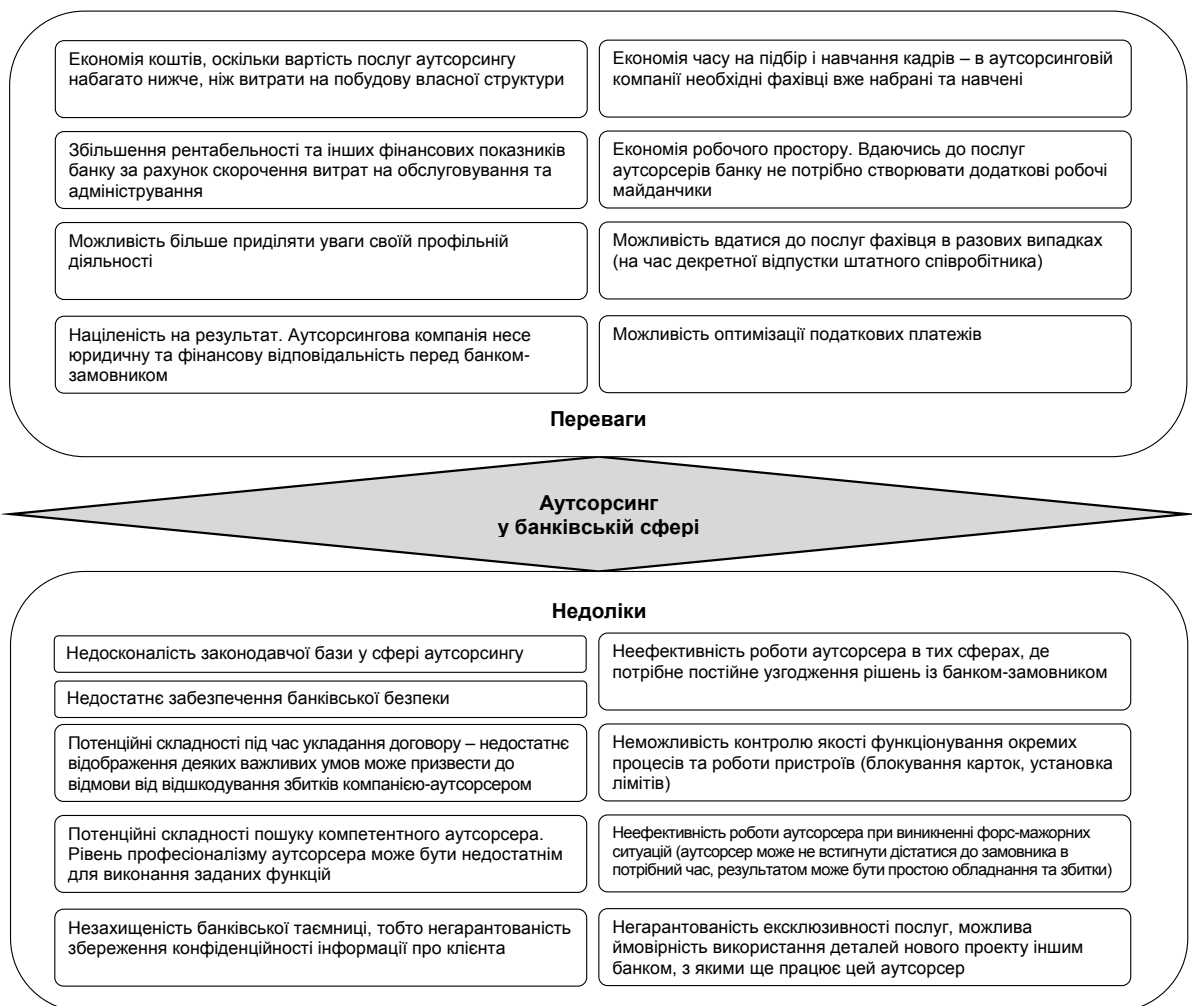 Економія коштів, оскільки вартість послуг аутсорсингу
набагато нижче, ніж витрати на побудову власної структури
Економія часу на підбір і навчання кадрів – в аутсорсинговій
компанії необхідні фахівці вже набрані та навчені
Збільшення рентабельності та інших фінансових показників
банку за рахунок скорочення витрат на обслуговування та
адміністрування
Економія робочого простору. Вдаючись до послуг
аутсорсерів банку не потрібно створювати додаткові робочі
майданчики
Можливість більше приділяти уваги своїй профільній
діяльності
Можливість вдатися до послуг фахівця в разових випадках
(на час декретної відпустки штатного співробітника)
Націленість на результат. Аутсорсингова компанія несе
юридичну та фінансову відповідальність перед банком-
замовником
Можливість оптимізації податкових платежів
Переваги
Аутсорсинг
у банківській сфері
Недоліки
Недосконалість законодавчої бази у сфері аутсорсингу
Недостатнє забезпечення банківської безпеки
Неефективність роботи аутсорсера в тих сферах, де
потрібне постійне узгодження рішень із банком-замовником
Потенційні складності під час укладання договору – недостатнє
відображення деяких важливих умов може призвести до
відмови від відшкодування збитків компанією-аутсорсером
Неможливість контролю якості функціонування окремих
процесів та роботи пристроїв (блокування карток, установка
лімітів)
Потенційні складності пошуку компетентного аутсорсера.
Рівень професіоналізму аутсорсера може бути недостатнім
для виконання заданих функцій
Неефективність роботи аутсорсера при виникненні форс-мажорних
ситуацій (аутсорсер може не встигнути дістатися до замовника в
потрібний час, результатом може бути простою обладнання та збитки)
Незахищеність банківської таємниці, тобто негарантованість
збереження конфіденційності інформації про клієнта
Негарантованість ексклюзивності послуг, можлива
ймовірність використання деталей нового проекту іншим
банком, з якими ще працює цей аутсорсер